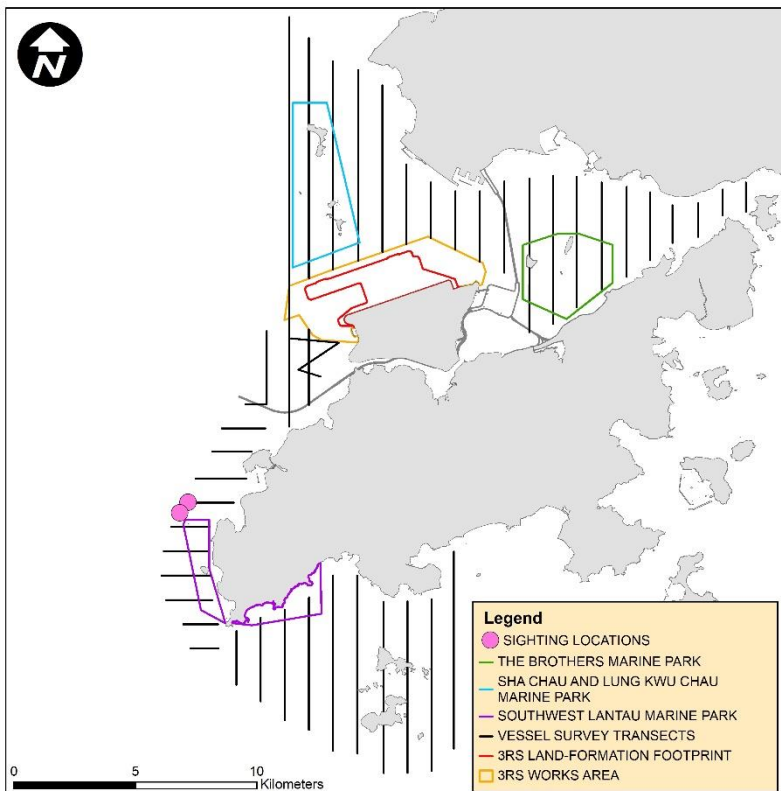 N
Legend
SIGHTING LOCATIONS
THE BROTHERS MARINE PARK
SHA CHAU AND LUNG KWU CHAU
MARINE PARK
SOUTHWEST LANTAU MARINE PARK
VESSEL SURVEY TRANSECTS
3RS LAND-FORMATION FOOTPRINT
3RS WORKS AREA
0 5 10
Kilometers